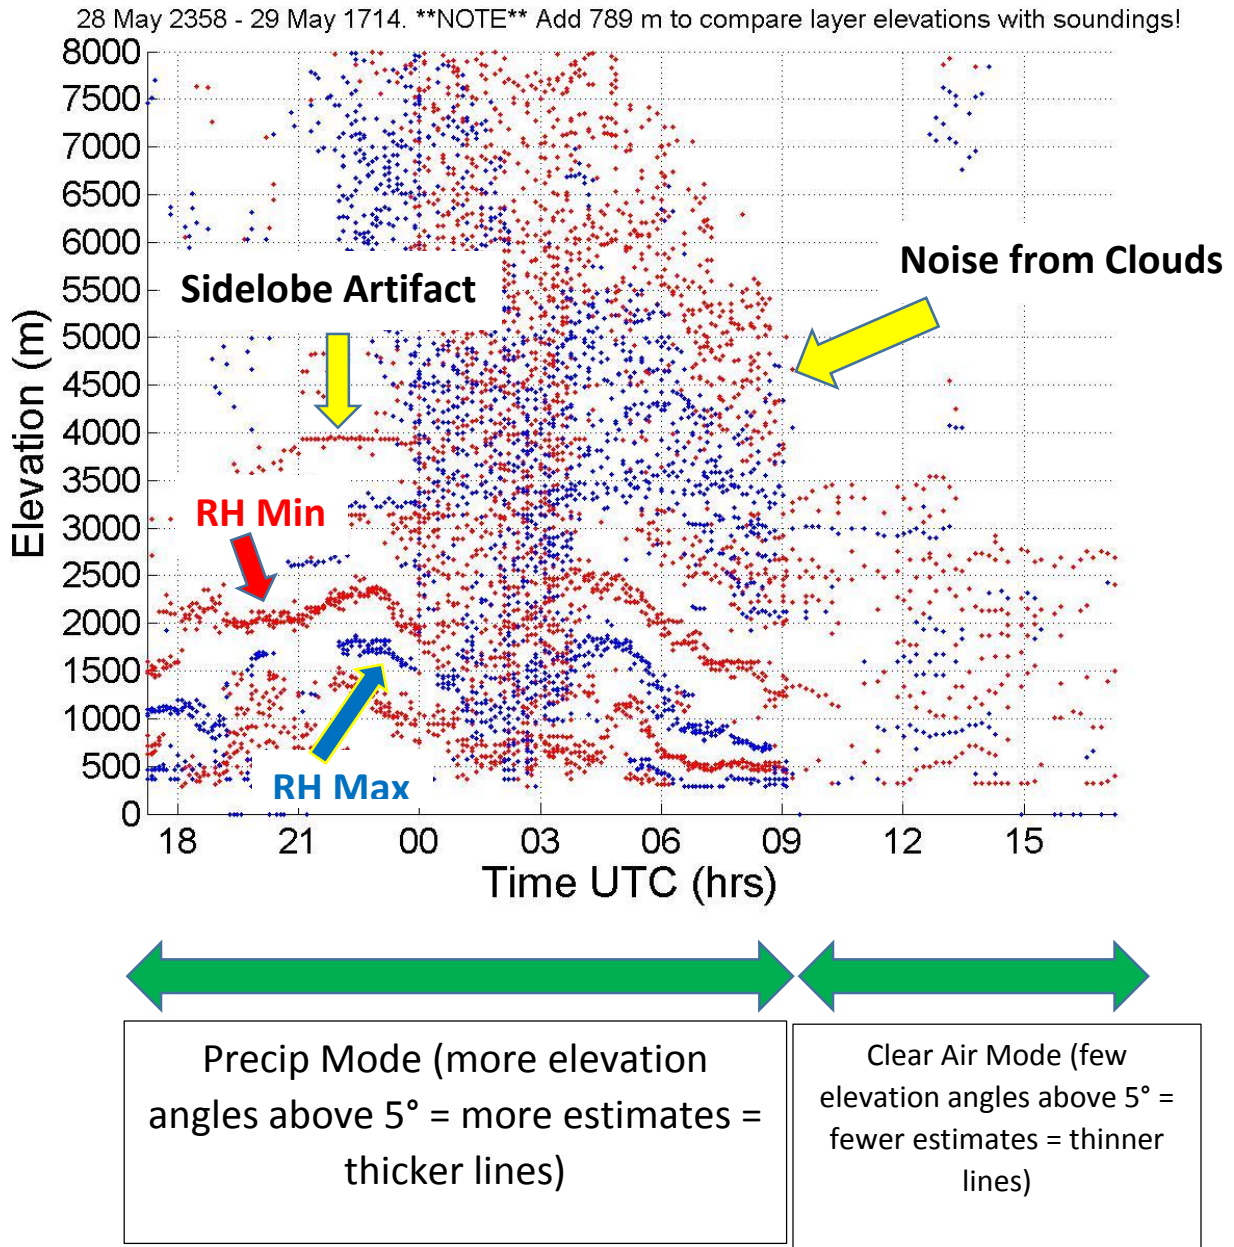 28 May 2358 - 29 May 1714. **NOTE** Add 789 m to compare layer elevations with soundings!
8000
7500
7000
6500
6000
5500
5000
4500
4000
3500
3000
2500
2000
1500
1000
500
0
Elevation (m)
Sidelobe Artifact
Noise from Clouds
RH Min
RH Max
18 21 00 03 06 09 12 15
Time UTC (hrs)
Precip Mode (more elevation
angles above 5° = more estimates =
thicker lines)
Clear Air Mode (few
elevation angles above 5° =
fewer estimates = thinner
lines)